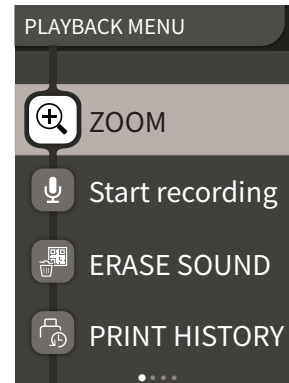 PLAYBACK MENU
ZOOM
Start recording
ERASE SOUND
PRINT HISTORY